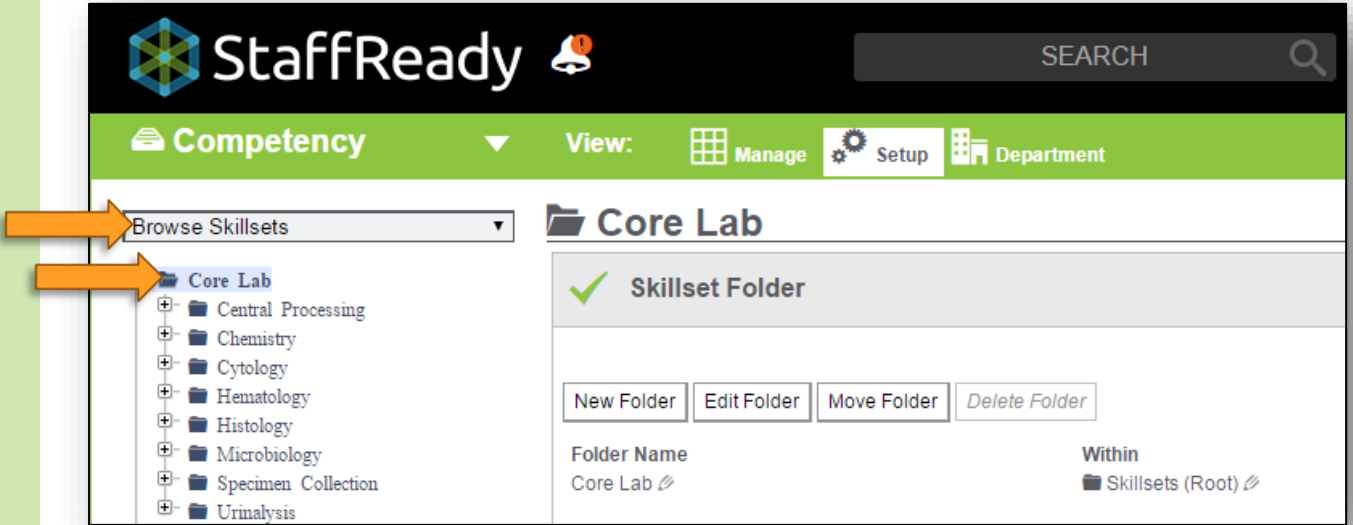 StaffReady
SEARCH
Competency
View:
Manage
Setup
Department
Browse Skillsets
Core Lab
Central Processing
Chemistry
Cytology
Hematology
Histology
Microbiology
Specimen Collection
Urinalysis
Core Lab
Skillset Folder
New Folder
Edit Folder
Move Folder
Delete Folder
Folder Name
Within
Core Lab
Skillsets (Root)